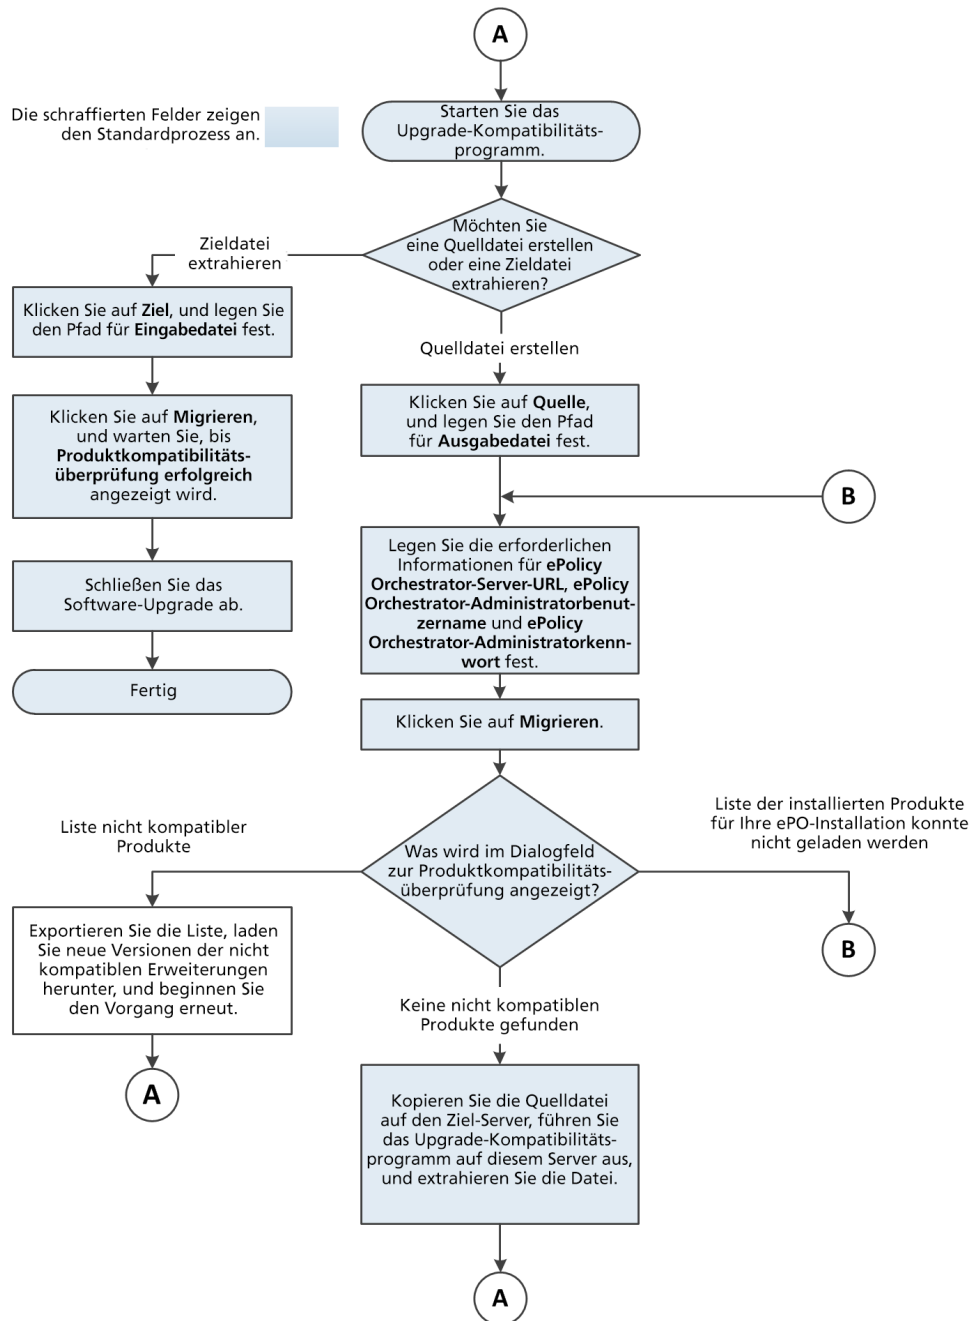 A
Die schraffierten Felder zeigen
den Standardprozess an.
Starten Sie das
Upgrade-Kompatibilitäts-
programm.
Möchten Sie
eine Quelldatei erstellen
oder eine Zieldatei
extrahieren?
Zieldatei
extrahieren
Klicken Sie auf Ziel, und legen Sie
den Pfad für Eingabedatei fest.
Quelldatei erstellen
Klicken Sie auf Migrieren,
und warten Sie, bis
Produktkompatibilitäts-
überprüfung erfolgreich
angezeigt wird.
Klicken Sie auf Quelle,
und legen Sie den Pfad
für Ausgabedatei fest.
B
Schließen Sie das
Software-Upgrade ab.
Legen Sie die erforderlichen
Informationen für ePolicy
Orchestrator-Server-URL, ePolicy
Orchestrator-Administratorbenut-
zername und ePolicy
Orchestrator-Administratorkenn-
wort fest.
Fertig
Klicken Sie auf Migrieren.
Liste nicht kompatibler
Produkte
Was wird im Dialogfeld
zur Produktkompatibilitäts-
überprüfung angezeigt?
Liste der installierten Produkte
für Ihre ePO-Installation konnte
nicht geladen werden
Exportieren Sie die Liste, laden
Sie neue Versionen der nicht
kompatiblen Erweiterungen
herunter, und beginnen Sie
den Vorgang erneut.
B
Keine nicht kompatiblen
Produkte gefunden
A
Kopieren Sie die Quelldatei
auf den Ziel-Server, führen Sie
das Upgrade-Kompatibilitäts-
programm auf diesem Server aus,
und extrahieren Sie die Datei.
A